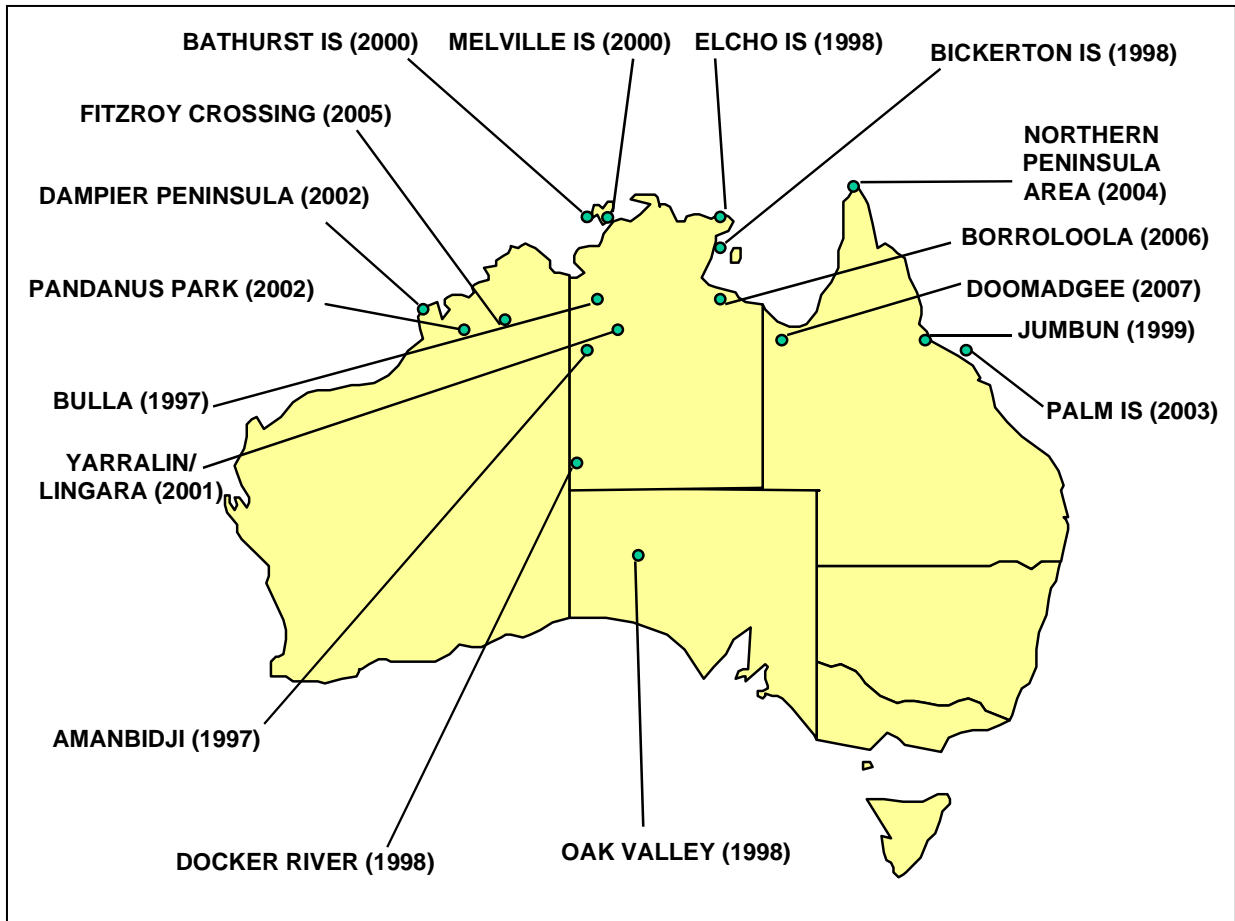 BATHURST IS (2000)
MELVILLE IS (2000)
ELCHO IS (1998)
BICKERTON IS (1998)
FITZROY CROSSING (2005)
NORTHERN
PENINSULA
AREA (2004)
DAMPIER PENINSULA (2002)
BORROLOOLA (2006)
PANDANUS PARK (2002)
DOOMADGEE (2007)
JUMBUN (1999)
BULLA (1997)
PALM IS (2003)
YARRALIN/
LINGARA (2001)
AMANBIDJI (1997)
DOCKER RIVER (1998)
OAK VALLEY (1998)